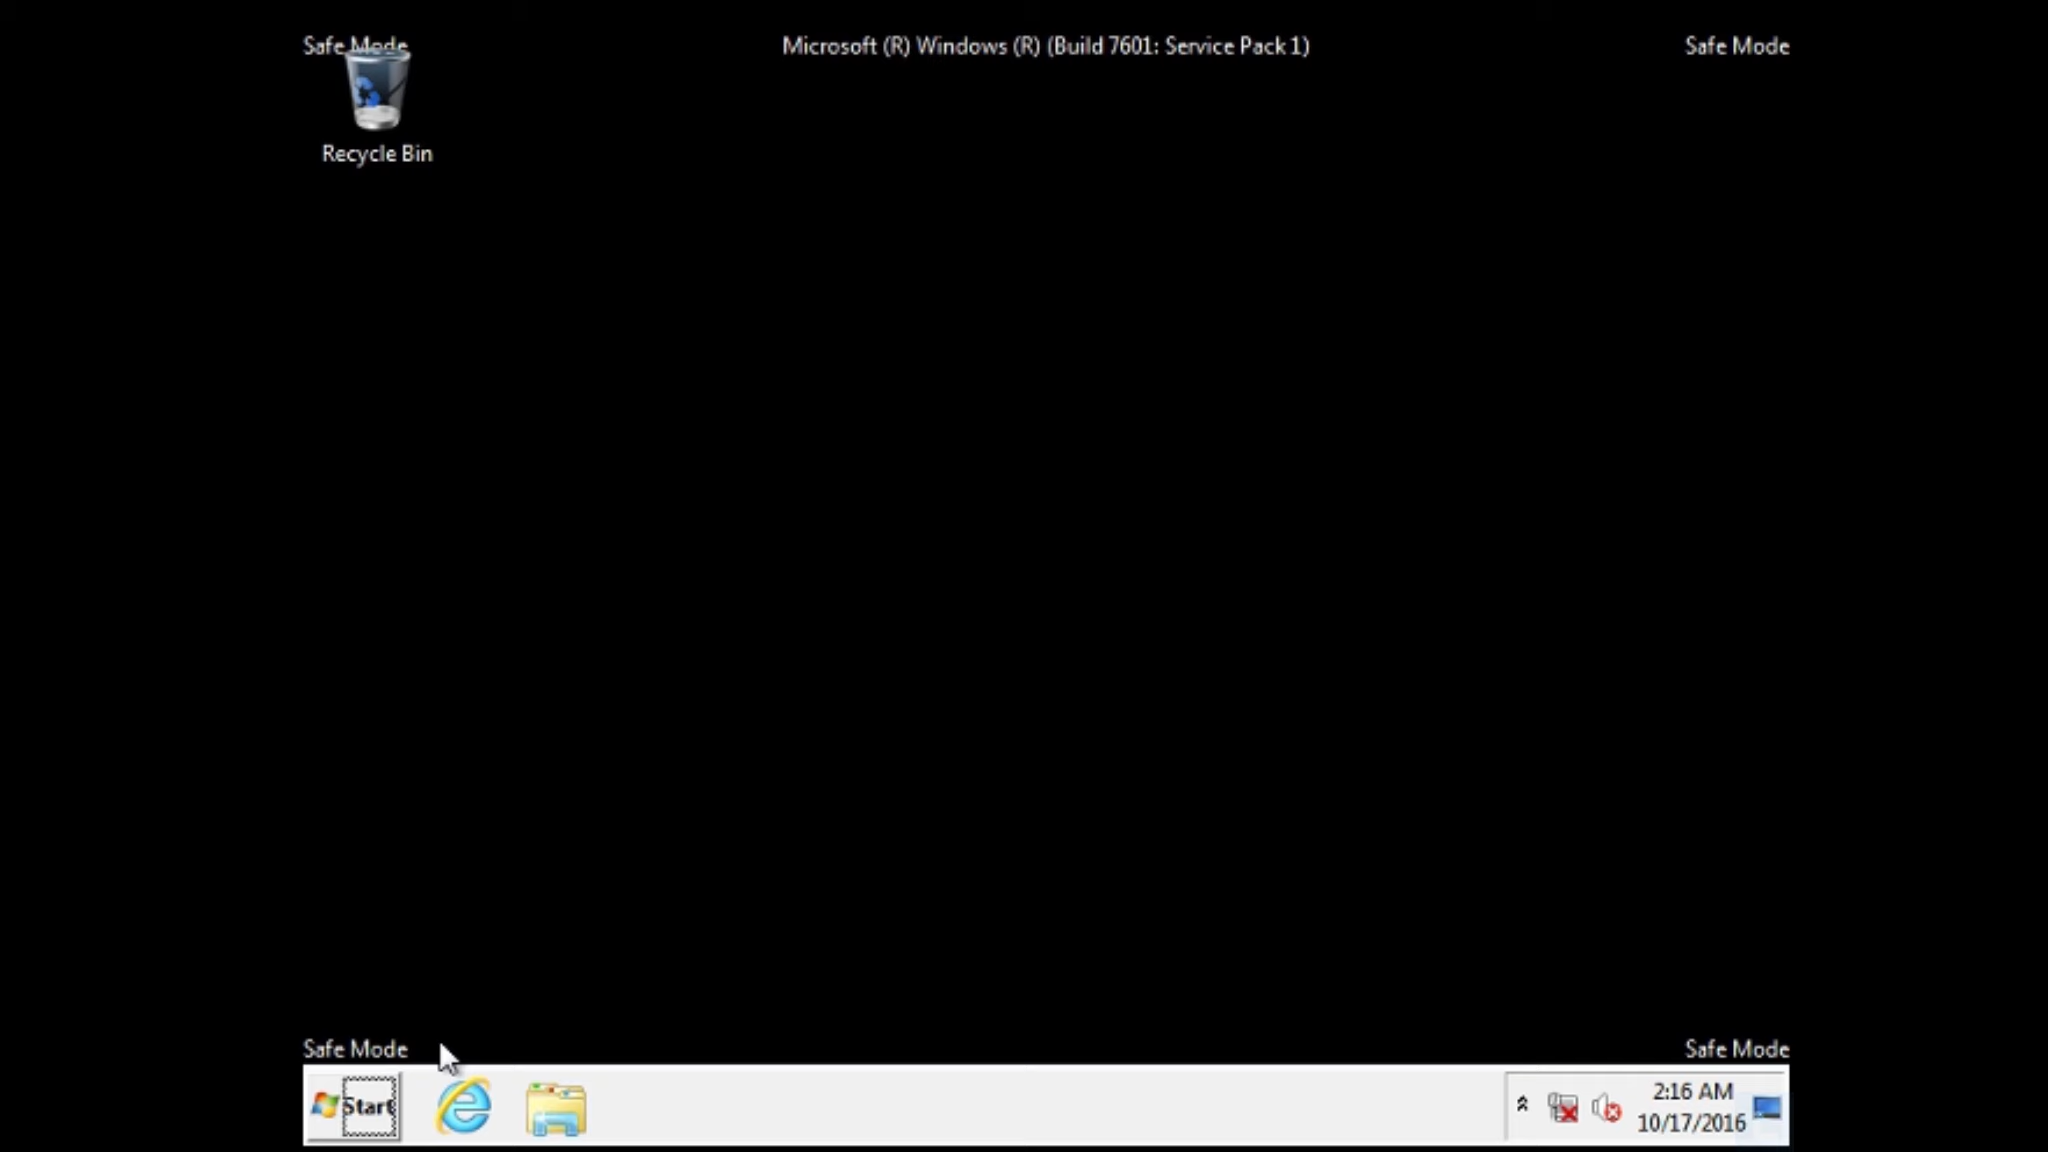 Safe Mode
Microsoft (R) Windows (R) (Build 7601: Service Pack 1)
Safe Mode
Recycle Bin
Safe Mode
Safe Mode
Start
2:16 AM
10/17/2016